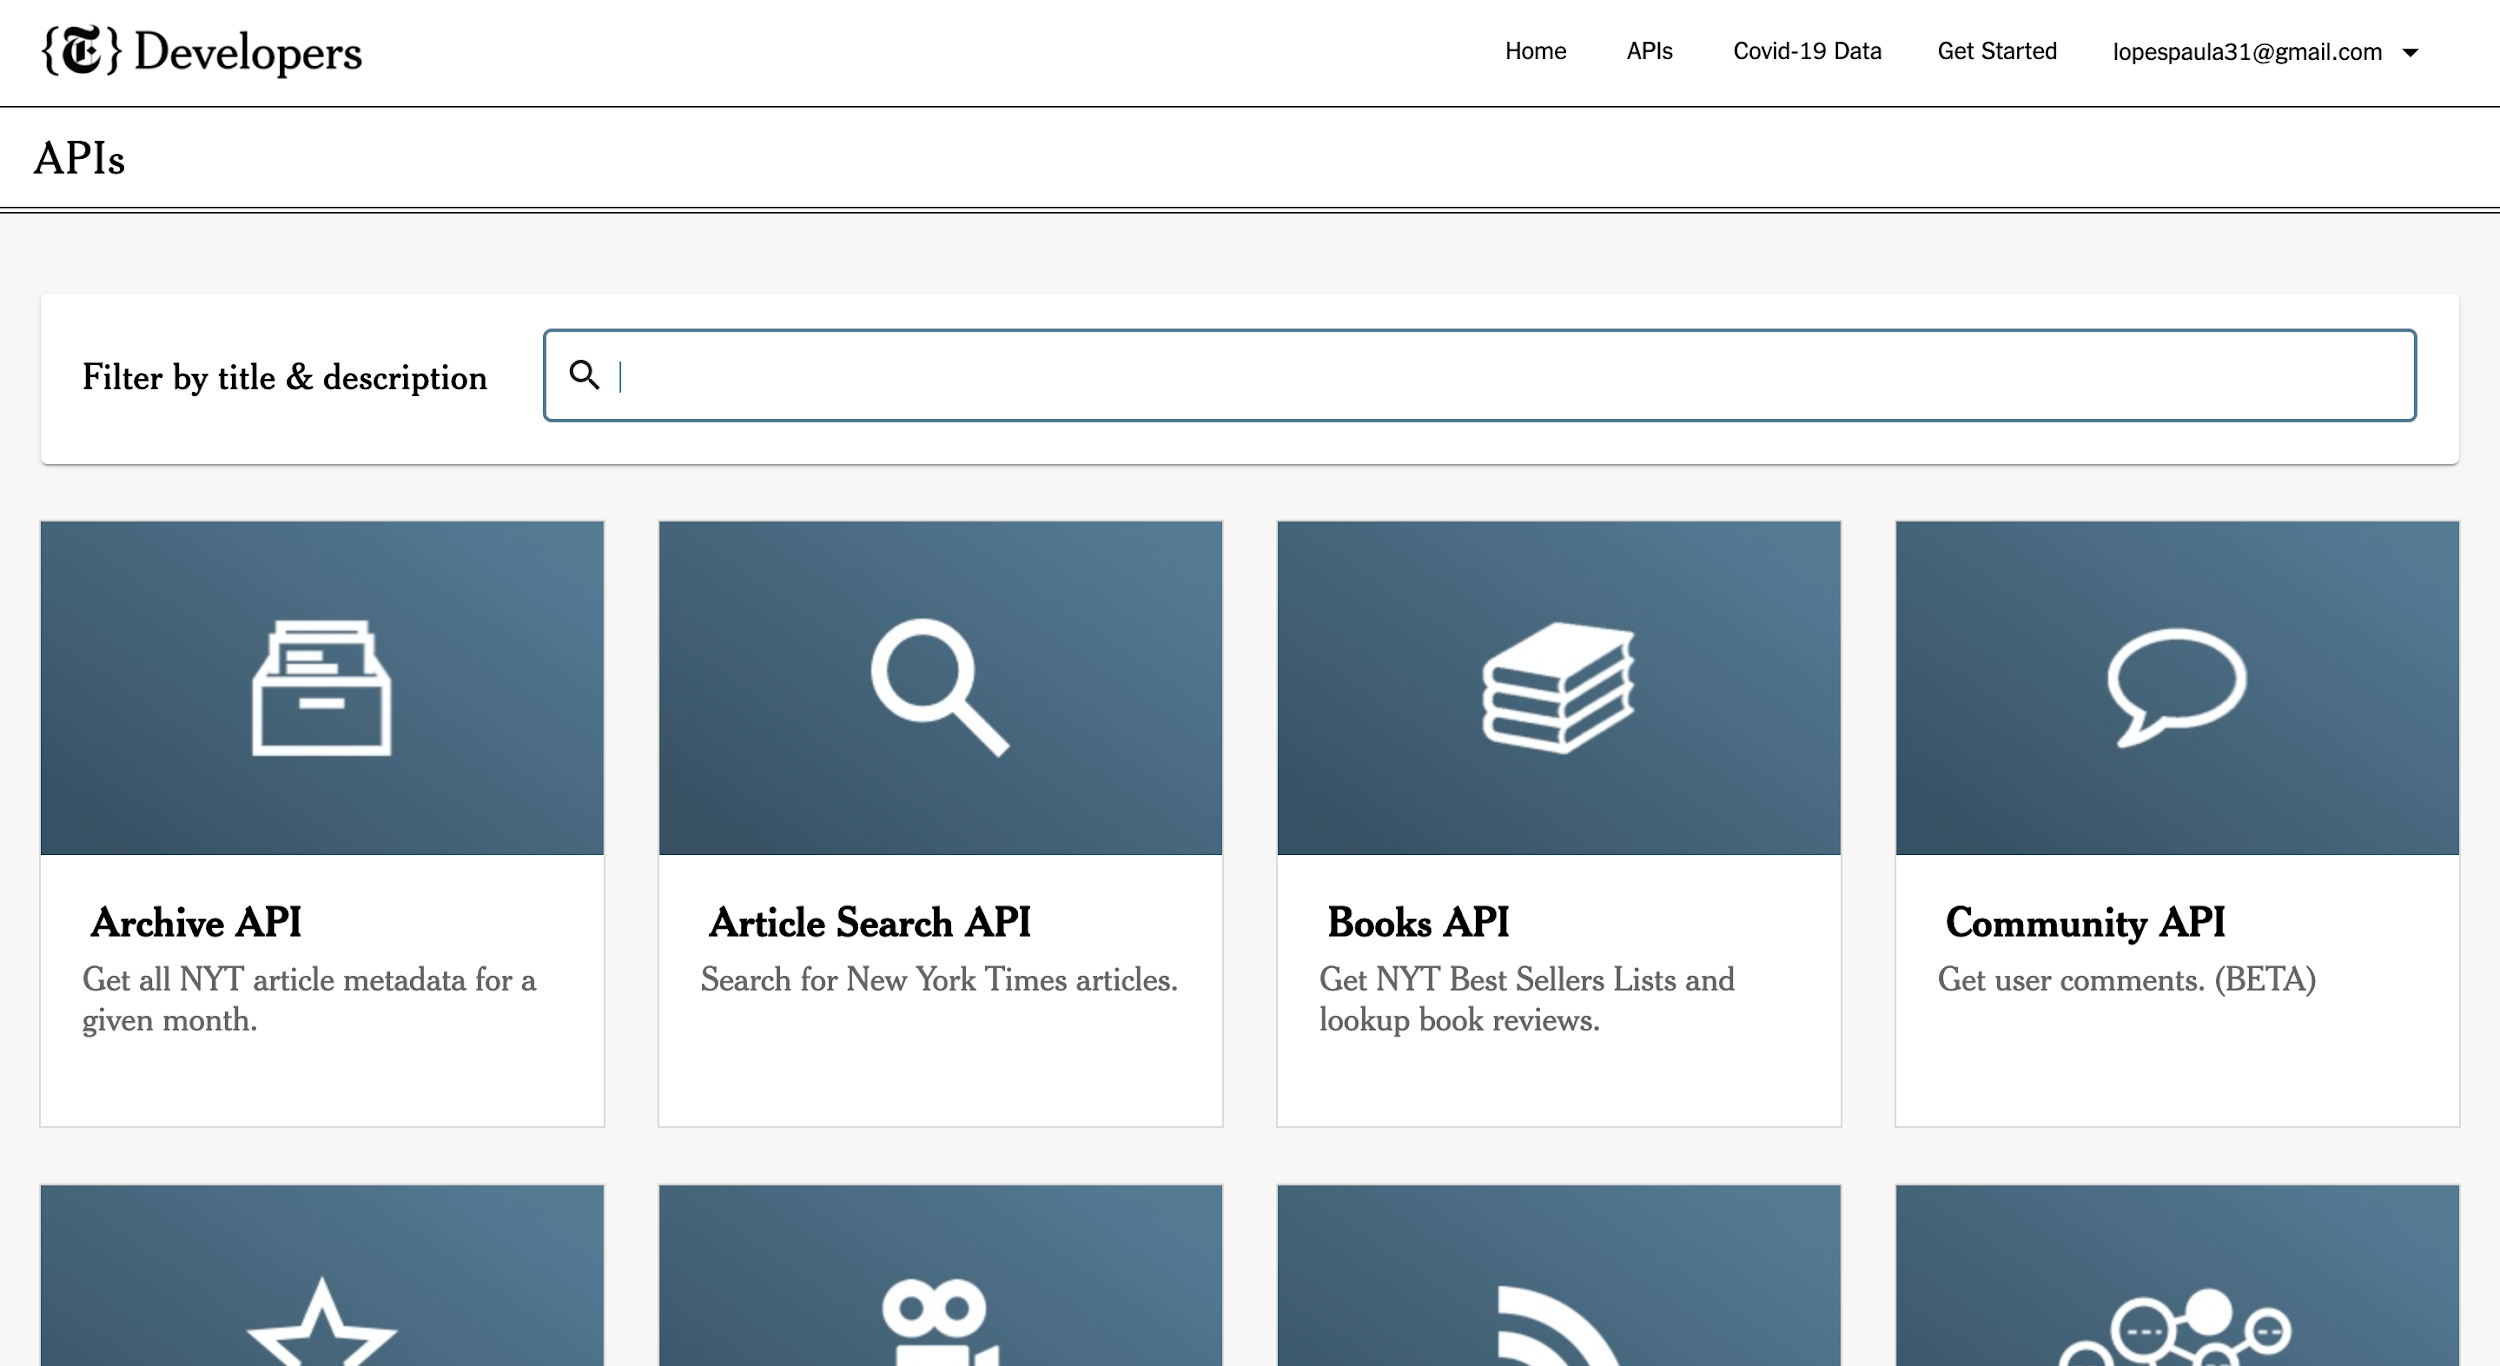 {T} Developers
Home APIs Covid-19 Data Get Started lopespaula31@gmail.com
APIs
Filter by title & description
Archive API
Get all NYT article metadata for a
given month.
Article Search API
Search for New York Times articles.
Books API
Get NYT Best Sellers Lists and
lookup book reviews.
Community API
Get user comments. (BETA)